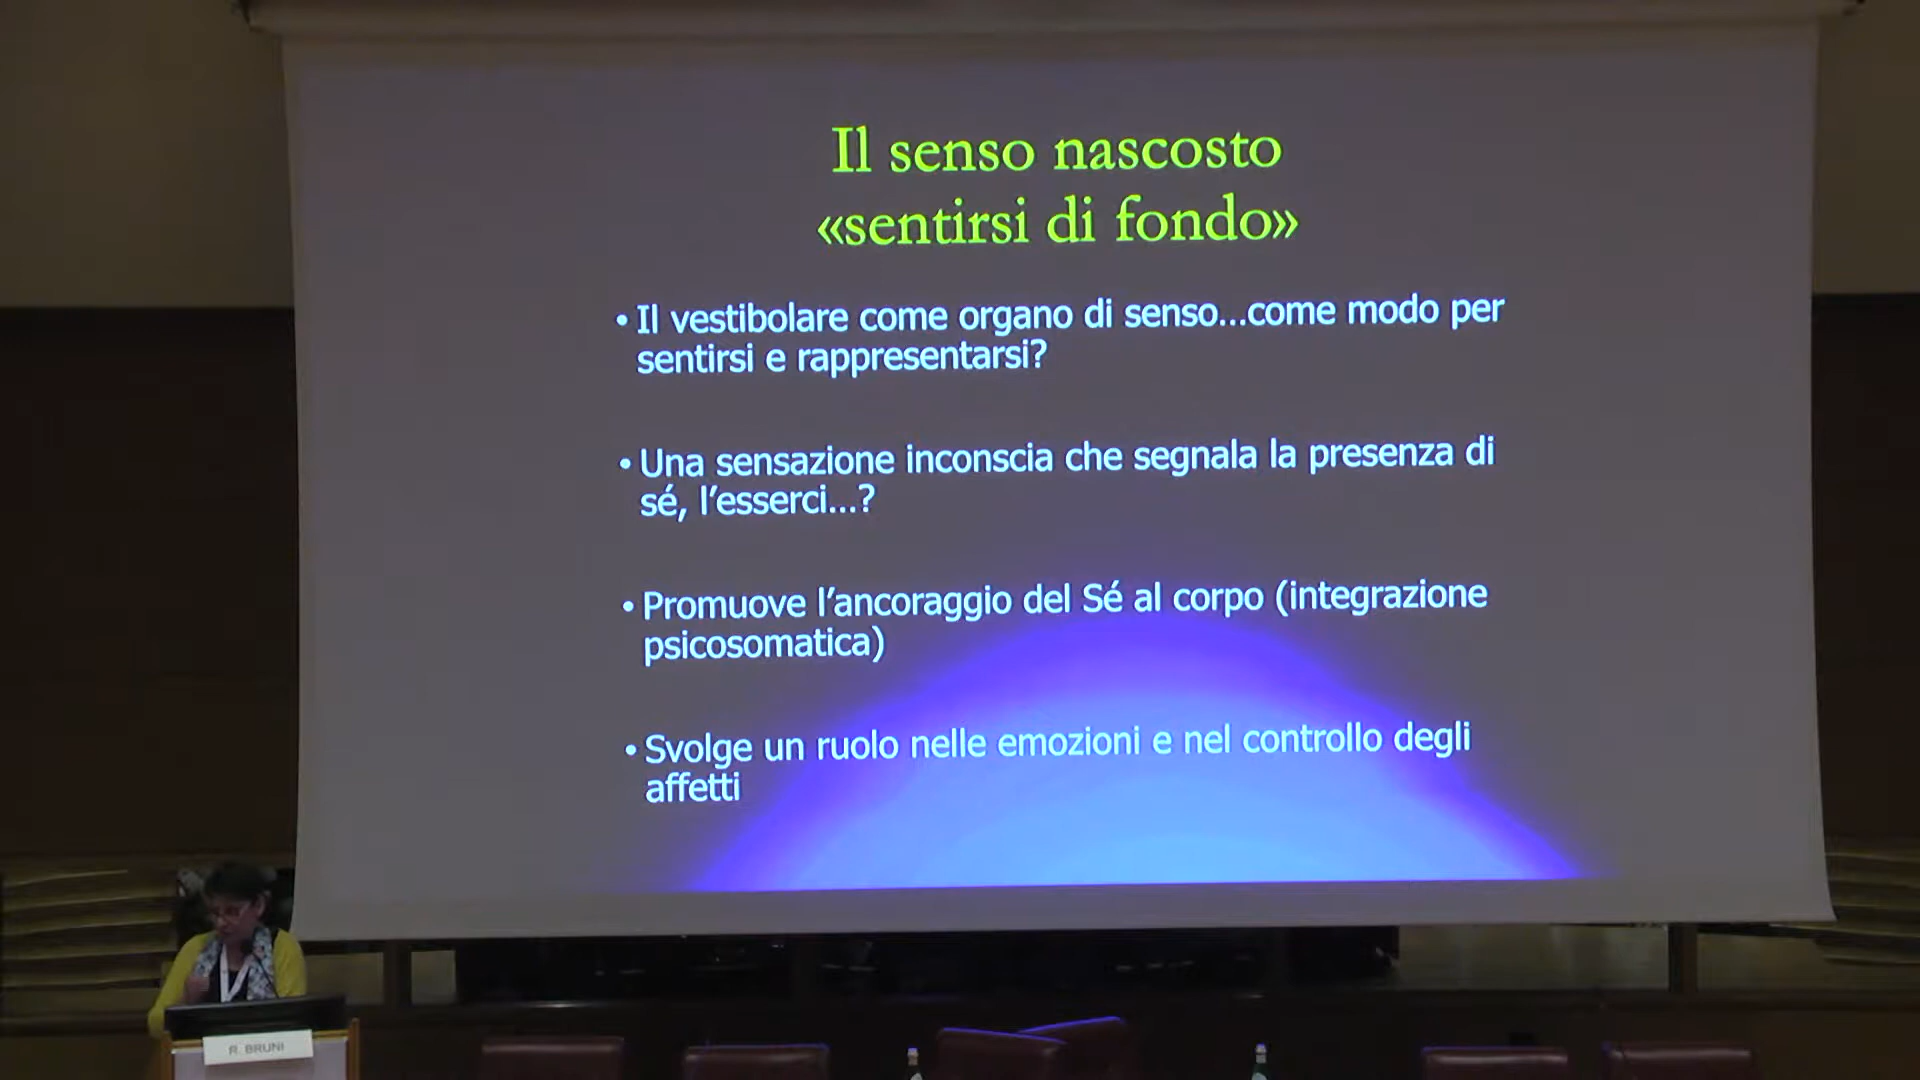 Il senso nascosto
«sentirsi di fondo»
• Il vestibolare come organo di senso...come modo per
sentirsi e rappresentarsi?
• Una sensazione inconscia che segnala la presenza di
sé, l’esserci...?
• Promuove l’ancoraggio del Sé al corpo (integrazione
psicosomatica)
• Svolge un ruolo nelle emozioni e nel controllo degli
affetti
R. BRUNI